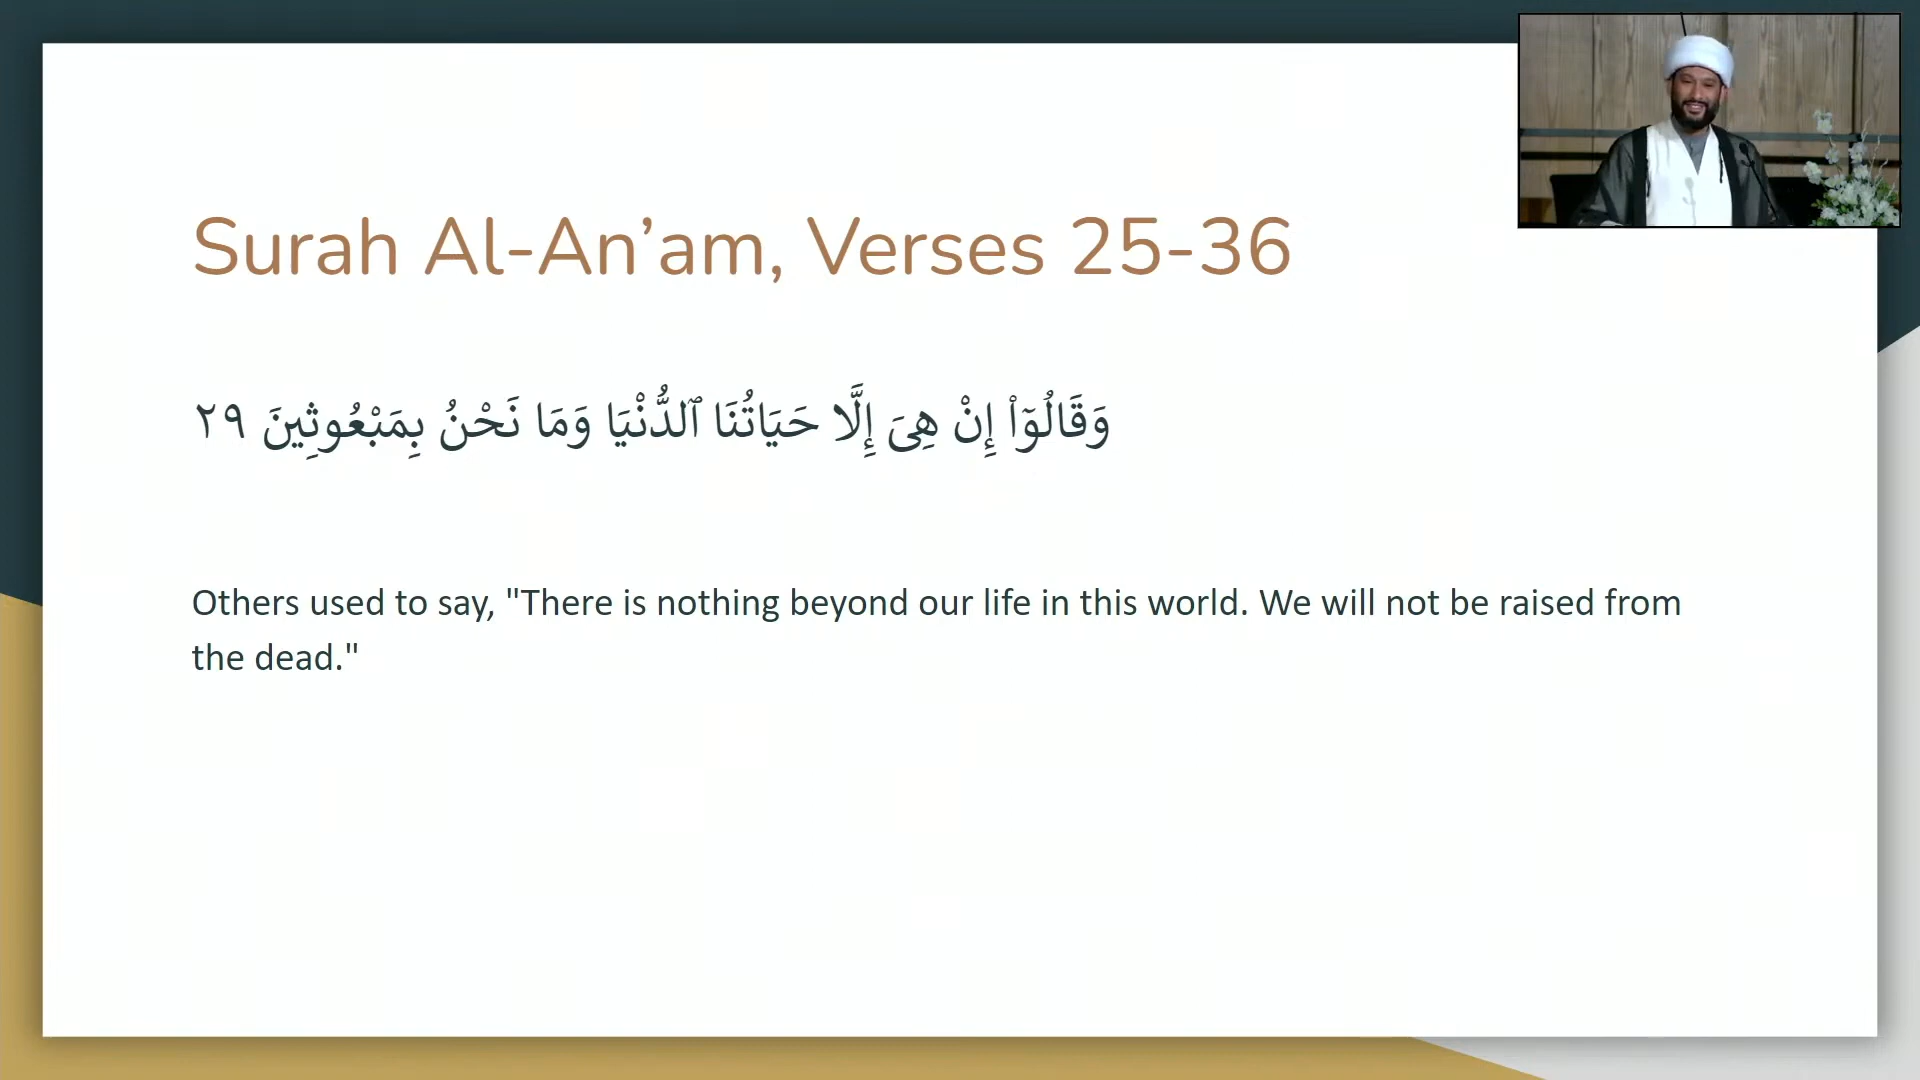 Surah Al-An’am, Verses 25-36
وَقَالُوٓا۟ إِنْ هِىَ إِلَّا حَيَاتُنَا ٱلدُّنْيَا وَمَا نَحْنُ بِمَبْعُوثِينَ ٢٩
Others used to say, "There is nothing beyond our life in this world. We will not be raised from
the dead."